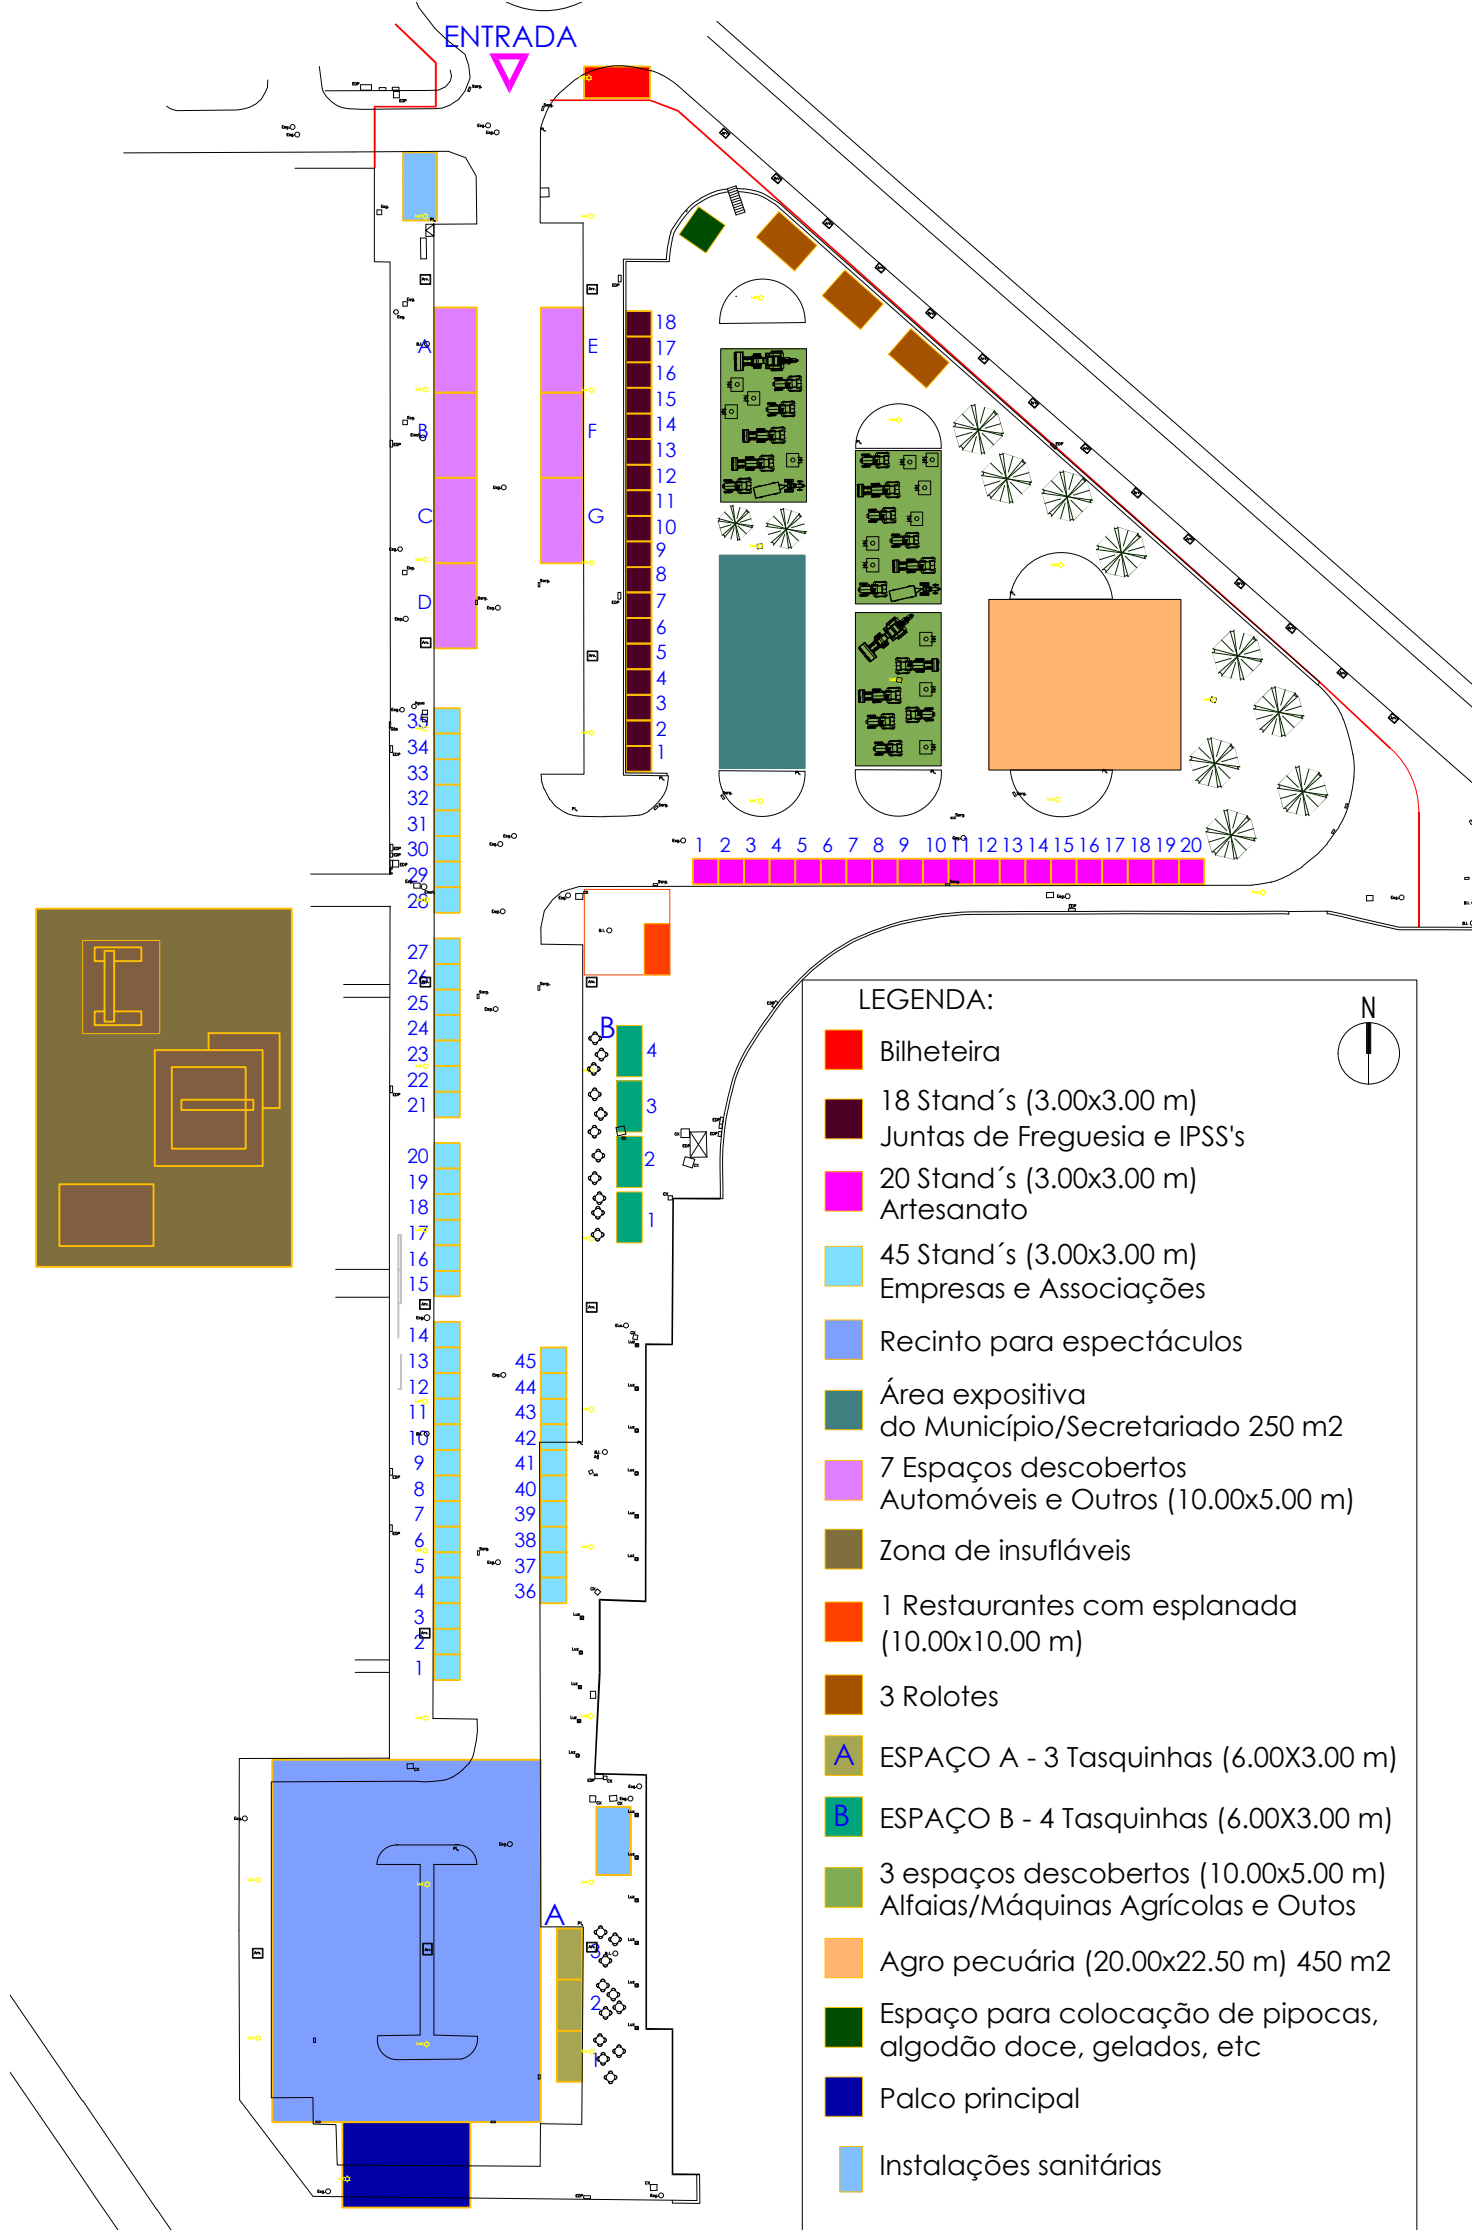 ENTRADA
A
B
C
D
E
F
G
18
17
16
15
14
13
12
11
10
9
8
7
6
5
4
3
2
1
1 2 3 4 5 6 7 8 9 10 11 12 13 14 15 16 17 18 19 20
35
34
33
32
31
30
29
28
27
26
25
24
23
22
21
20
19
18
17
16
15
14
13
12
11
10
9
8
7
6
5
4
3
2
1
B
4
3
2
1
45
44
43
42
41
40
39
38
37
36
A
3
2
1
LEGENDA:
N
Bilheteira
18 Stand´s (3.00x3.00 m)
Juntas de Freguesia e IPSS's
20 Stand´s (3.00x3.00 m)
Artesanato
45 Stand´s (3.00x3.00 m)
Empresas e Associações
Recinto para espectáculos
Área expositiva
do Município/Secretariado 250 m2
7 Espaços descobertos
Automóveis e Outros (10.00x5.00 m)
Zona de insufláveis
1 Restaurantes com esplanada
(10.00x10.00 m)
3 Rolotes
A ESPAÇO A - 3 Tasquinhas (6.00X3.00 m)
B ESPAÇO B - 4 Tasquinhas (6.00X3.00 m)
3 espaços descobertos (10.00x5.00 m)
Alfaias/Máquinas Agrícolas e Outos
Agro pecuária (20.00x22.50 m) 450 m2
Espaço para colocação de pipocas,
algodão doce, gelados, etc
Palco principal
Instalações sanitárias